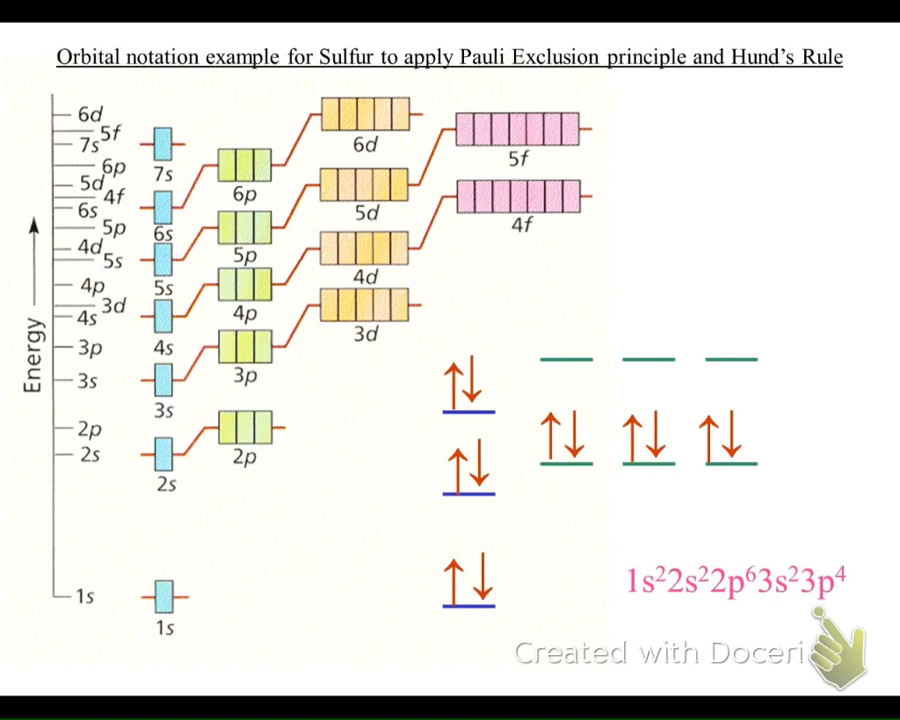 Orbital notation example for Sulfur to apply Pauli Exclusion principle and Hund's Rule
6d
5f
7s
6p
5d
4f
6s
5p
4d
5s
4p
3d
4s
3p
3s
2p
2s
1s
Energy
7s
6s
5s
4s
3s
2s
1s
6p
5p
4p
3p
2p
6d
5d
4d
3d
5f
4f
1s²2s²2p⁶3s²3p⁴
Created with Doceri